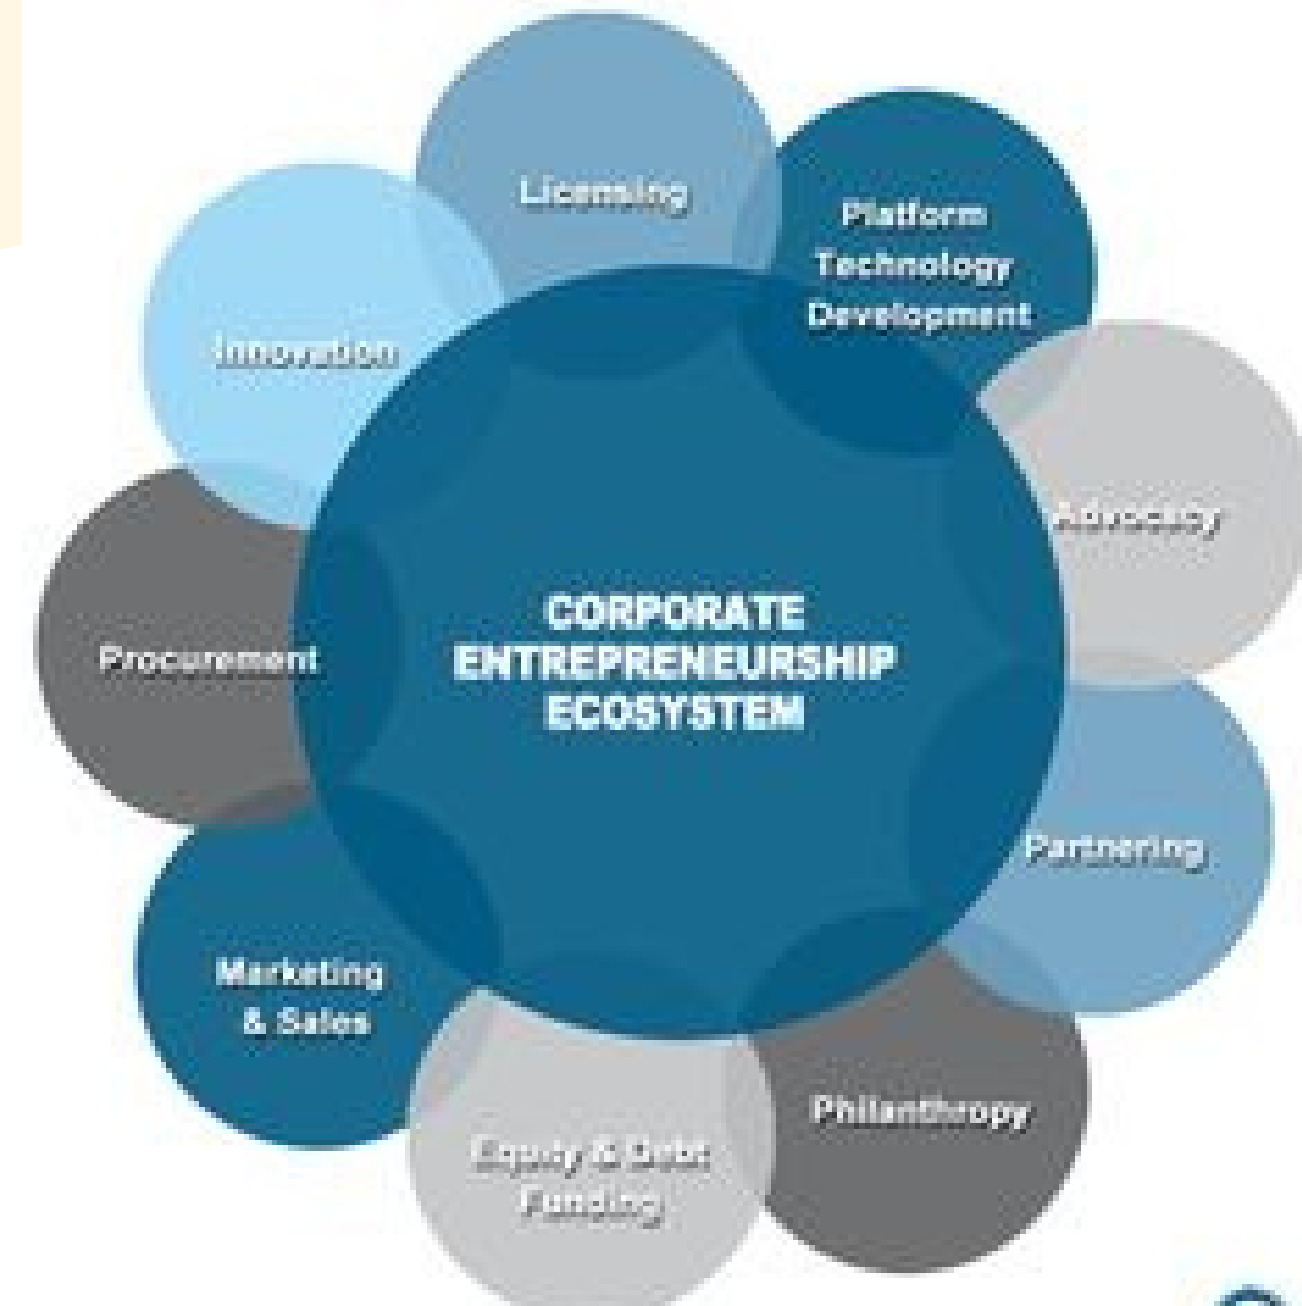 Licensing
Platform
Technology
Development
Innovation
Advocacy
CORPORATE
ENTREPRENEURSHIP
ECOSYSTEM
Procurement
Partnering
Marketing
& Sales
Philanthropy
Equity & Debt
Funding